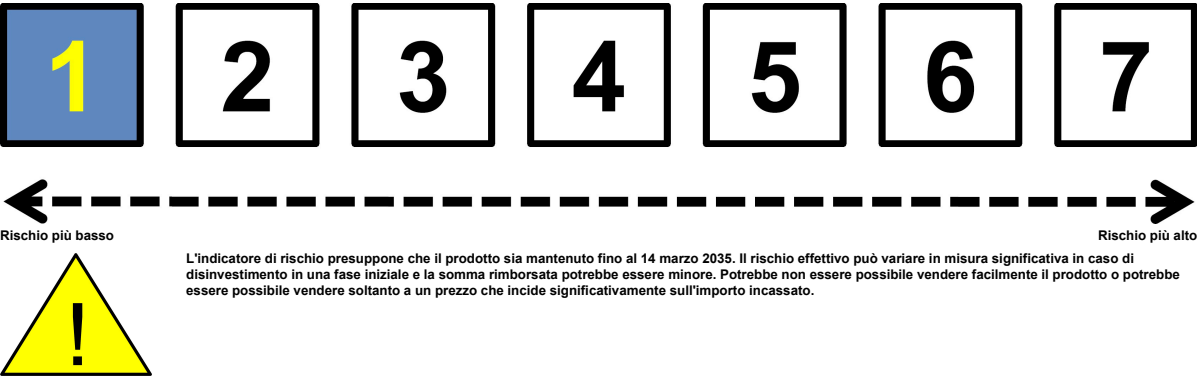 1 2 3 4 5 6 7
Rischio più basso Rischio più alto
L'indicatore di rischio presuppone che il prodotto sia mantenuto fino al 14 marzo 2035. Il rischio effettivo può variare in misura significativa in caso di
disinvestimento in una fase iniziale e la somma rimborsata potrebbe essere minore. Potrebbe non essere possibile vendere facilmente il prodotto o potrebbe
essere possibile vendere soltanto a un prezzo che incide significativamente sull'importo incassato.
!